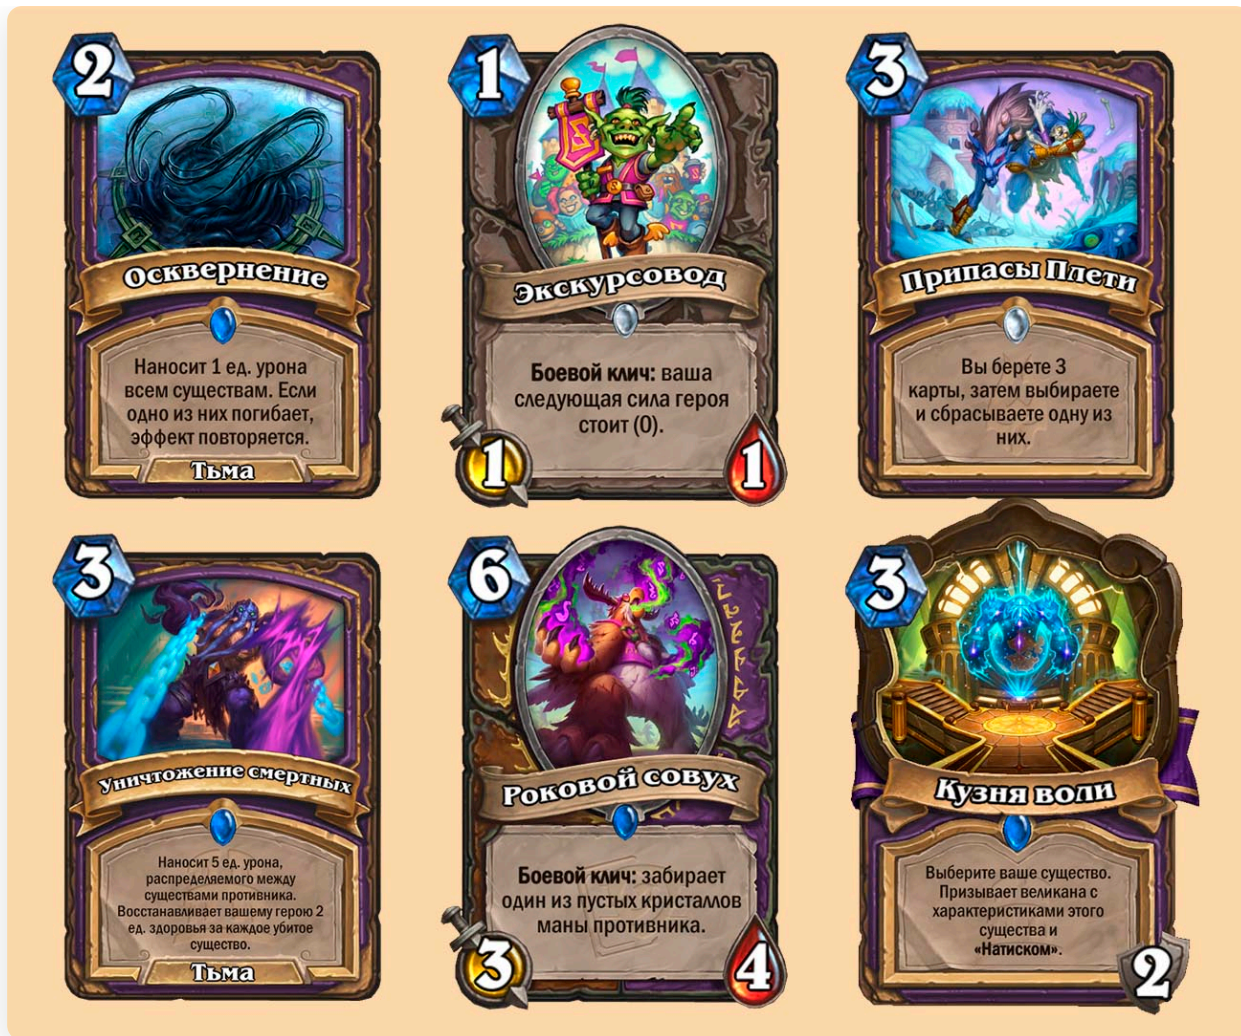 2
Осквернение
Наносит 1 ед. урона
всем существам. Если
одно из них погибает,
эффект повторяется.
Тьма
1
Экскурсовод
Боевой клич: ваша
следующая сила героя
стоит (0).
1
1
3
Припасы Плети
Вы берете 3
карты, затем выбираете
и сбрасываете одну из
них.
3
Уничтожение смертных
Наносит 5 ед. урона,
распределяемого между
существами противника.
Восстанавливает вашему герою 2
ед. здоровья за каждое убитое
существо.
Тьма
6
Роковой совух
Боевой клич: забирает
один из пустых кристаллов
маны противника.
3
4
3
Кузня воли
Выберите ваше существо.
Призывает великана с
характеристиками этого
существа и
«Натиском».
2